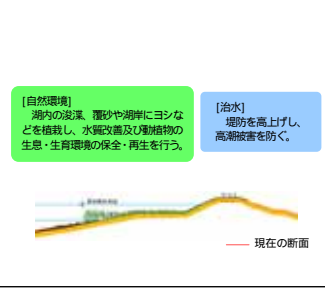 [自然環境]
湖内の浚渫、覆砂や湖岸にヨシな
どを植栽し、水質改善及び動植物の
生息・生育環境の保全・再生を行う。
[治水]
堤防を高上げし、
高潮被害を防ぐ。
現在の断面